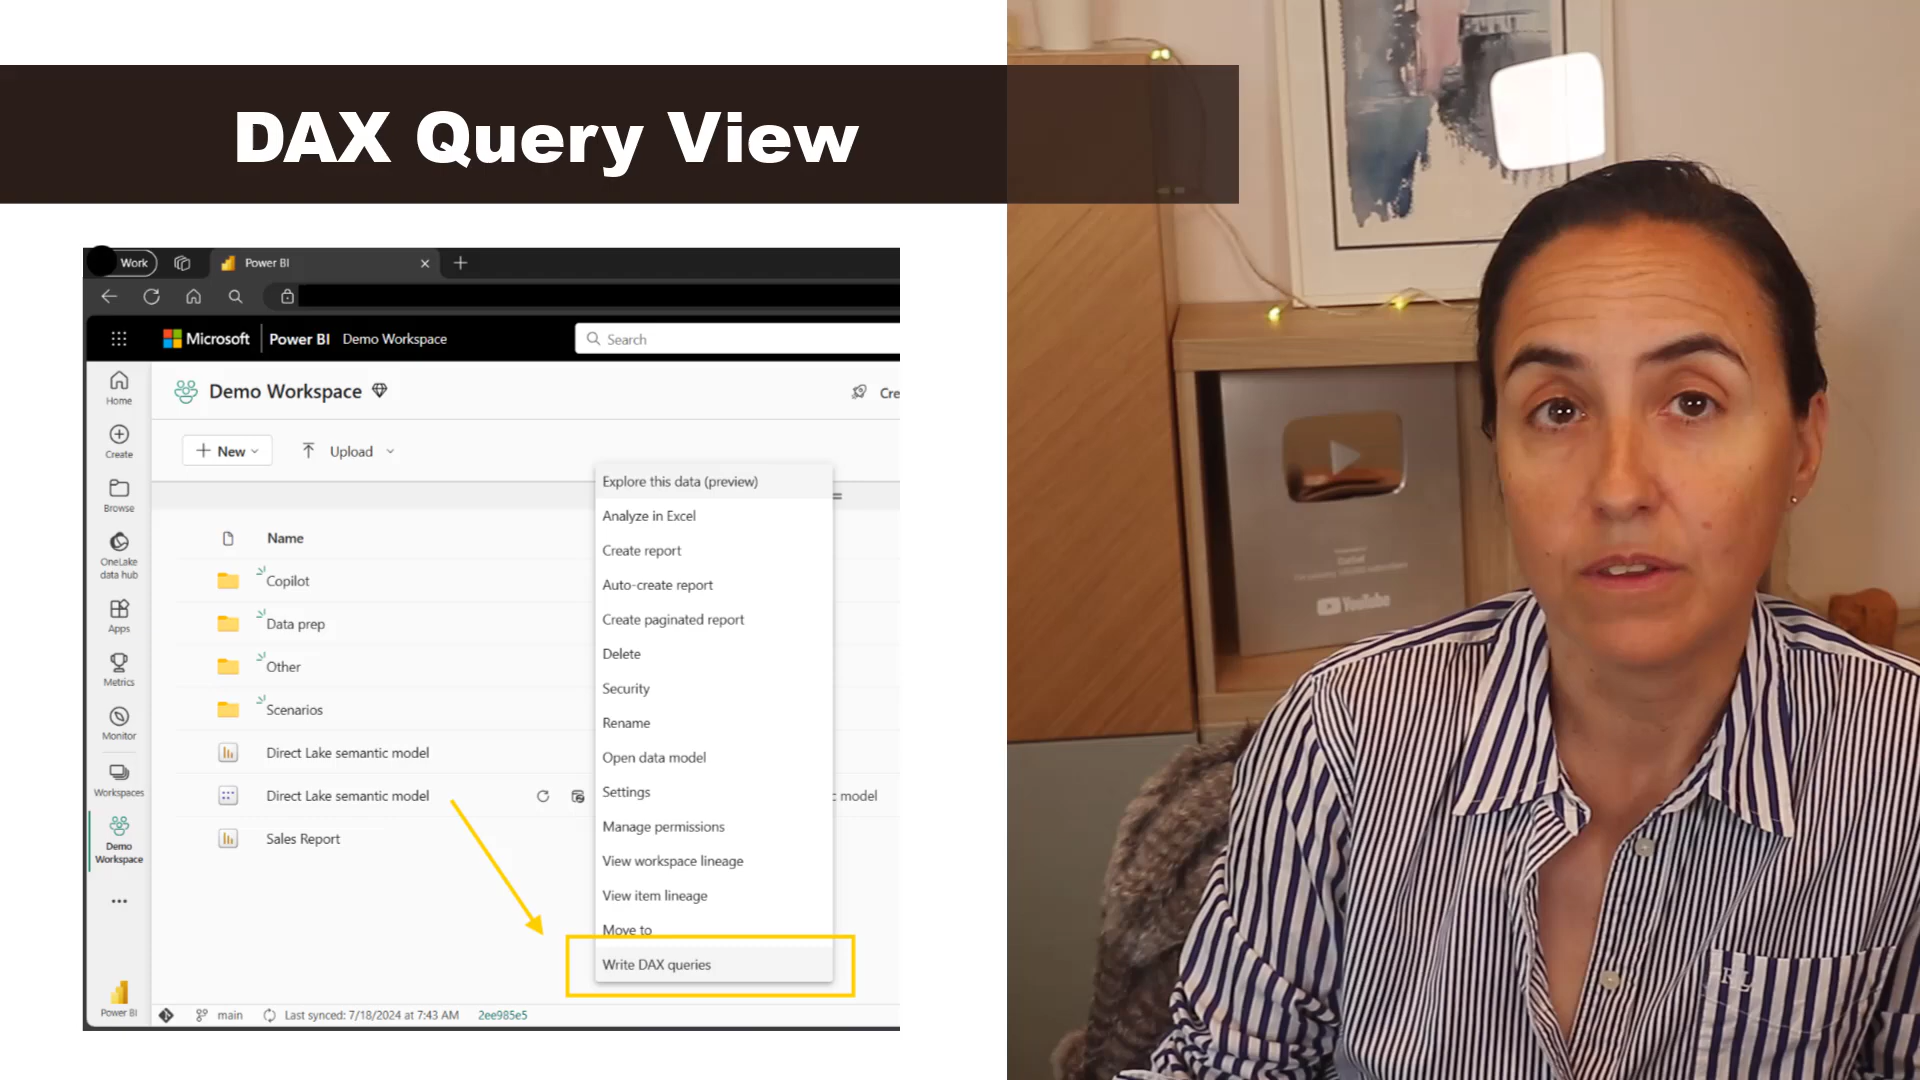 DAX Query View
Work
Power BI
Microsoft
Power BI
Demo Workspace
Search
Home
Create
Browse
OneLake
data hub
Apps
Metrics
Monitor
Workspaces
Demo
Workspace
Power BI
Demo Workspace
Cre
New
Upload
Name
Copilot
Data prep
Other
Scenarios
Direct Lake semantic model
Direct Lake semantic model
c model
Sales Report
Explore this data (preview)
Analyze in Excel
Create report
Auto-create report
Create paginated report
Delete
Security
Rename
Open data model
Settings
Manage permissions
View workspace lineage
View item lineage
Move to
Write DAX queries
main
Last synced: 7/18/2024 at 7:43 AM
2ee985e5
YouTube
RL